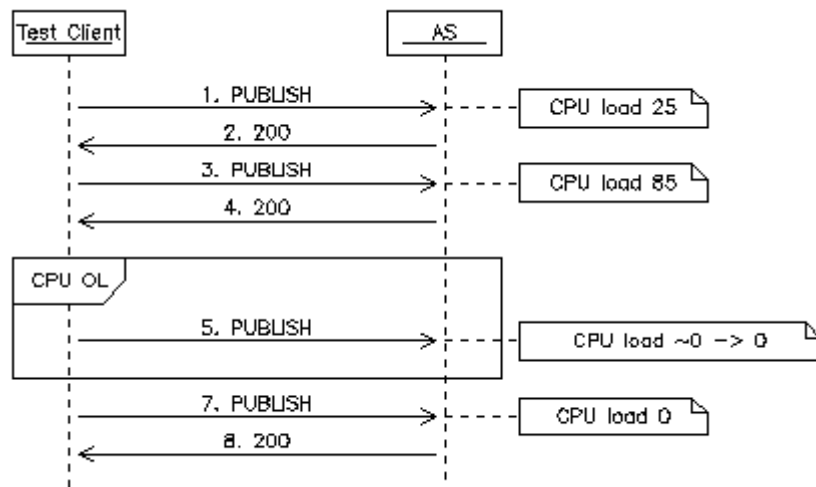 Test Client
AS
1. PUBLISH
CPU load 25
2. 200
3. PUBLISH
CPU load 85
4. 200
CPU OL
5. PUBLISH
CPU load ~0 -> 0
7. PUBLISH
CPU load 0
8. 200